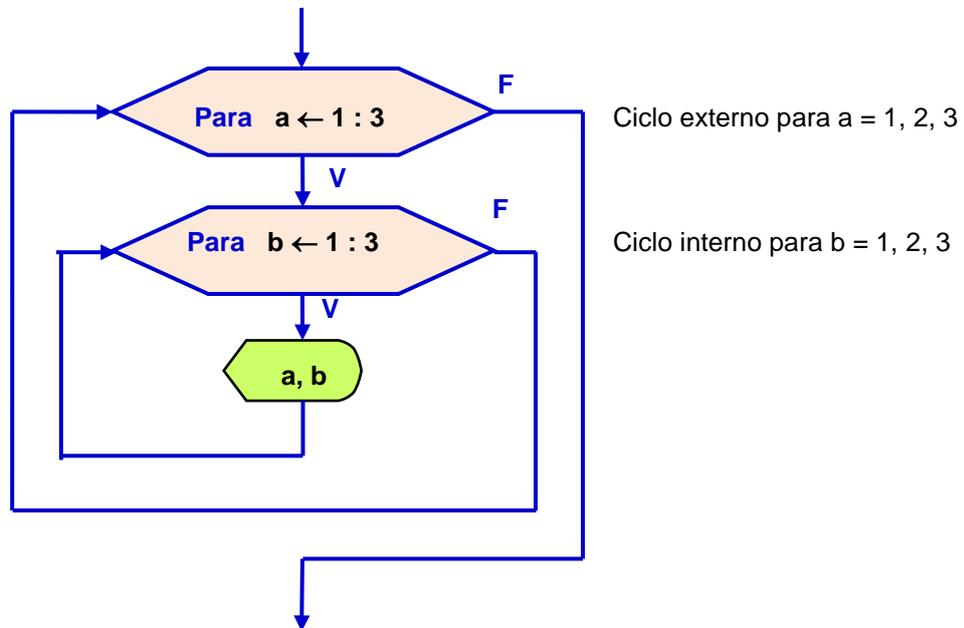 F
Para a ← 1 : 3
Ciclo externo para a = 1, 2, 3
V
F
Para b ← 1 : 3
Ciclo interno para b = 1, 2, 3
V
a, b